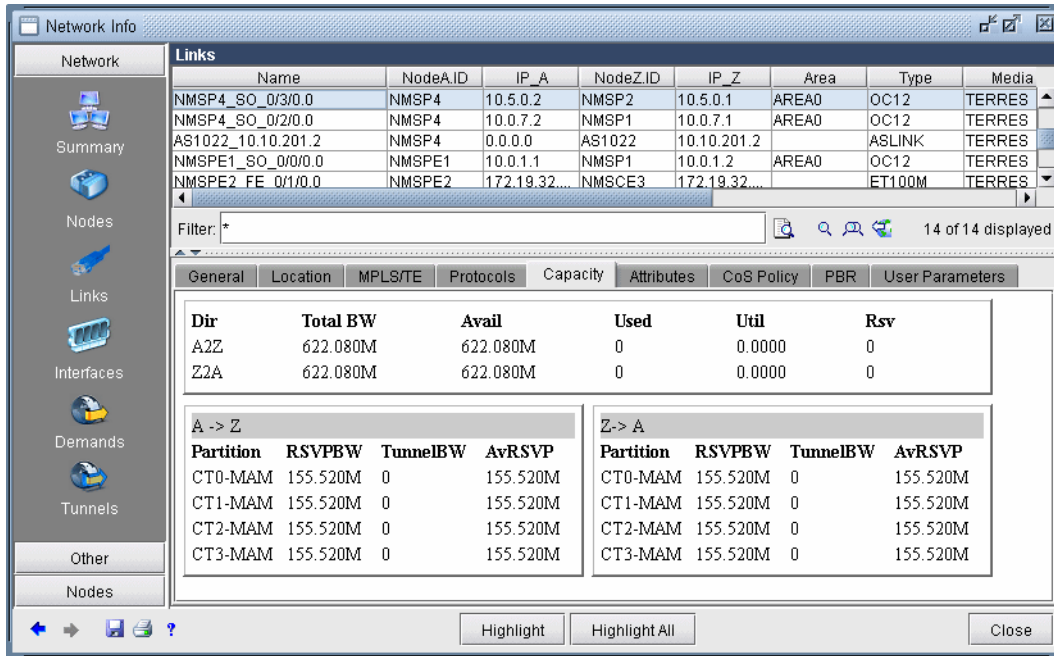 Network Info
Network
Summary
Nodes
Links
Interfaces
Demands
Tunnels
Other
Nodes
Links
Name NodeA.ID IP_A NodeZ.ID IP_Z Area Type Media
NMSP4_SO_0/3/0.0 NMSP4 10.5.0.2 NMSP2 10.5.0.1 AREA0 OC12 TERRES
NMSP4_SO_0/2/0.0 NMSP4 10.0.7.2 NMSP1 10.0.7.1 AREA0 OC12 TERRES
AS1022_10.10.201.2 NMSP4 0.0.0.0 AS1022 10.10.201.2 ASLINK TERRES
NMSPE1_SO_0/0/0.0 NMSPE1 10.0.1.1 NMSP1 10.0.1.2 AREA0 OC12 TERRES
NMSPE2_FE_0/1/0.0 NMSPE2 172.19.32.... NMSCE3 172.19.32.... ET100M TERRES
Filter: * 14 of 14 displayed
General Location MPLS/TE Protocols Capacity Attributes CoS Policy PBR User Parameters
Dir Total BW Avail Used Util Rsv
A2Z 622.080M 622.080M 0 0.0000 0
Z2A 622.080M 622.080M 0 0.0000 0
A -> Z
Partition RSVPBW TunnelBW AvRSVP
CT0-MAM 155.520M 0 155.520M
CT1-MAM 155.520M 0 155.520M
CT2-MAM 155.520M 0 155.520M
CT3-MAM 155.520M 0 155.520M
Z-> A
Partition RSVPBW TunnelBW AvRSVP
CT0-MAM 155.520M 0 155.520M
CT1-MAM 155.520M 0 155.520M
CT2-MAM 155.520M 0 155.520M
CT3-MAM 155.520M 0 155.520M
? Highlight Highlight All Close